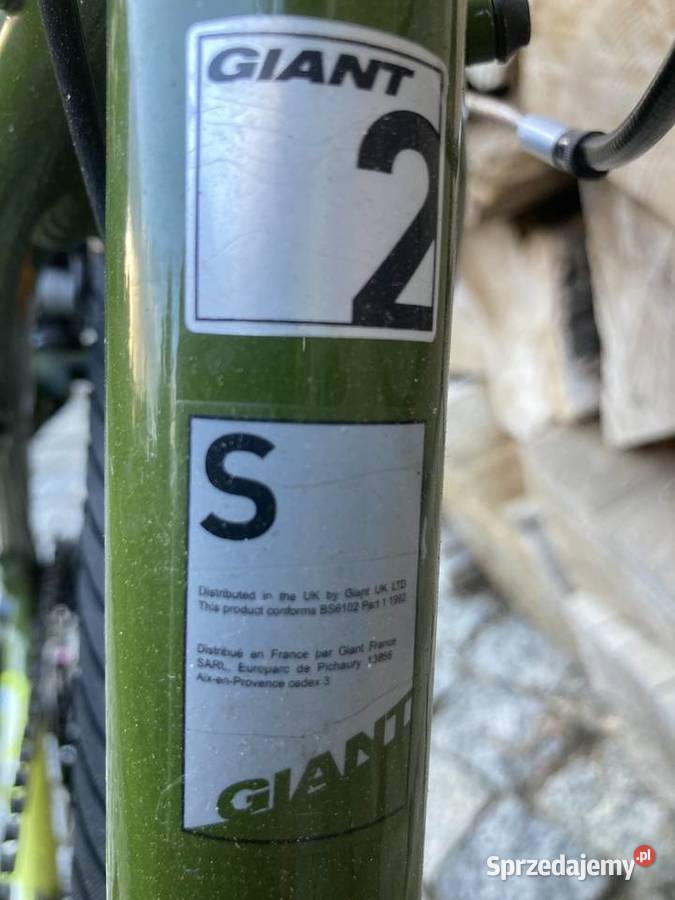 GIANT
2
S
Distributed in the UK by Giant UK LTD
This product conforms BS6102 Part 1 1992
Distribué en France par Giant France
SARL, Europarc de Pichaury 13856
Aix-en-Provence cedex 3
GIANT
Sprzedajemy.pl